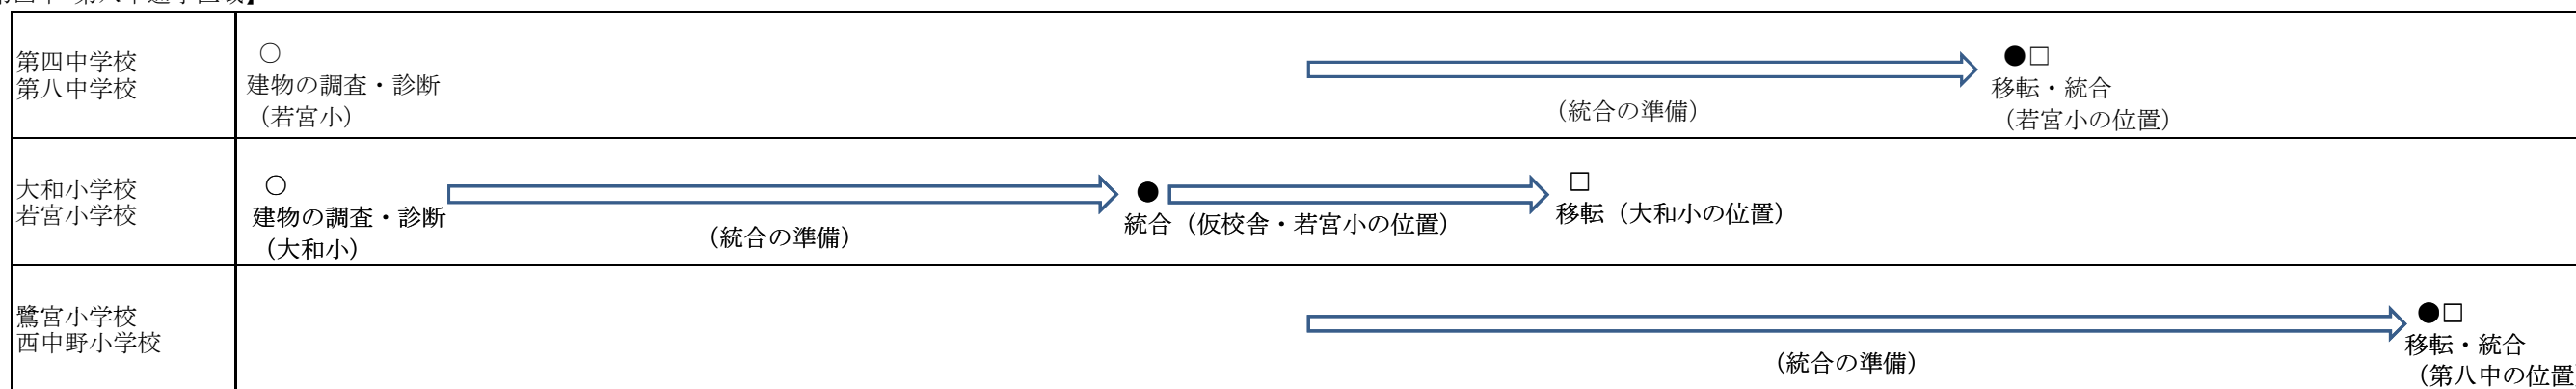 第四中学校
第八中学校
○
建物の調査・診断
（若宮小）
（統合の準備）
●□
移転・統合
（若宮小の位置）
大和小学校
若宮小学校
○
建物の調査・診断
（大和小）
（統合の準備）
●
統合（仮校舎・若宮小の位置）
□
移転（大和小の位置）
鷺宮小学校
西中野小学校
（統合の準備）
●□
移転・統合
（第八中の位置